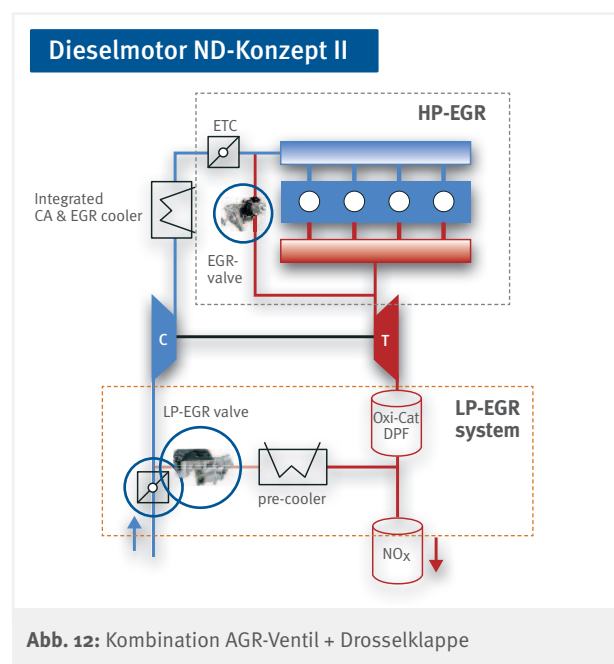 Dieselmotor ND-Konzept II
HP-EGR
ETC
Integrated
CA & EGR cooler
EGR-
valve
C
T
LP-EGR valve
Oxi-Cat
DPF
LP-EGR
system
pre-cooler
NOx
Abb. 12: Kombination AGR-Ventil + Drosselklappe